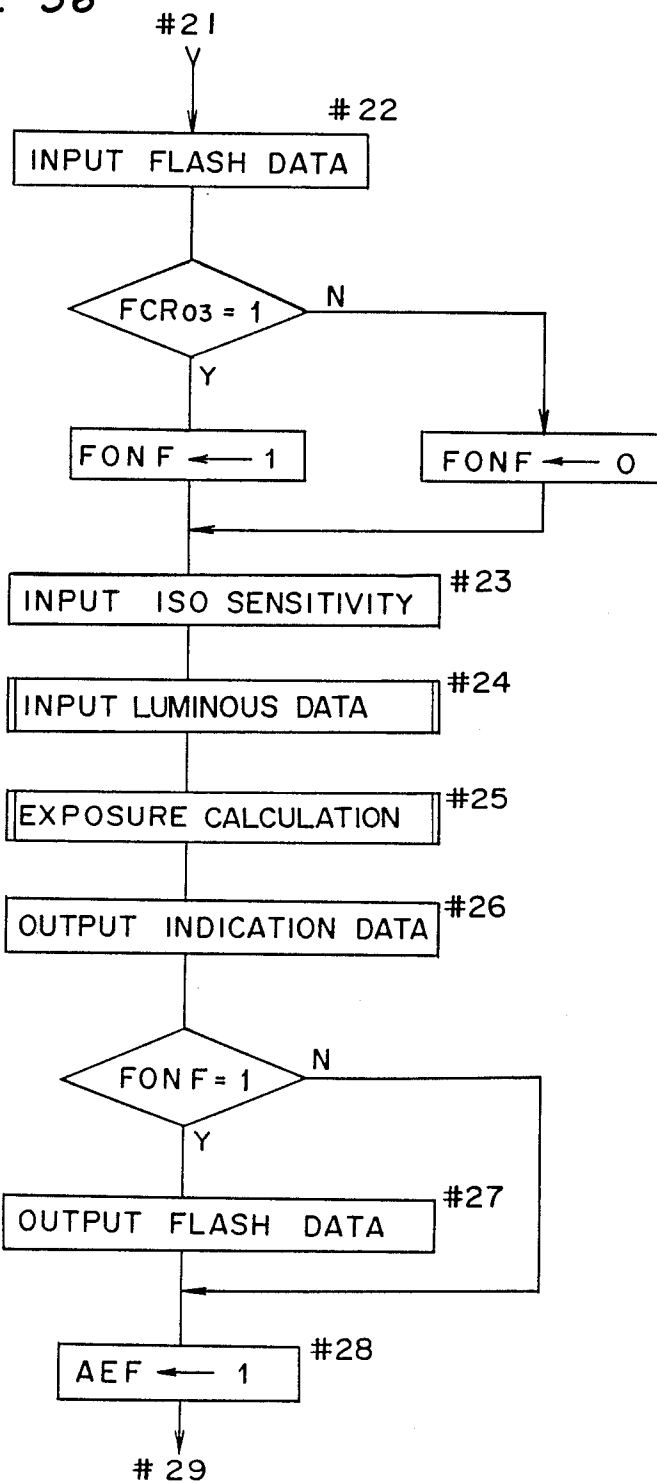 36
#21
Y
#22
INPUT FLASH DATA
FCR03 = 1
N
Y
FONF ← 1
FONF ← 0
INPUT ISO SENSITIVITY
#23
INPUT LUMINOUS DATA
#24
EXPOSURE CALCULATION
#25
OUTPUT INDICATION DATA
#26
FONF = 1
N
Y
OUTPUT FLASH DATA
#27
AEF ← 1
#28
#29